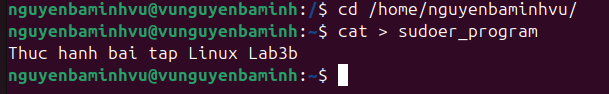 nguyenbaminhvu@vunguyenbaminh:/$ cd /home/nguyenbaminhvu/
nguyenbaminhvu@vunguyenbaminh:~$ cat > sudoer_program
Thuc hanh bai tap Linux Lab3b
nguyenbaminhvu@vunguyenbaminh:~$